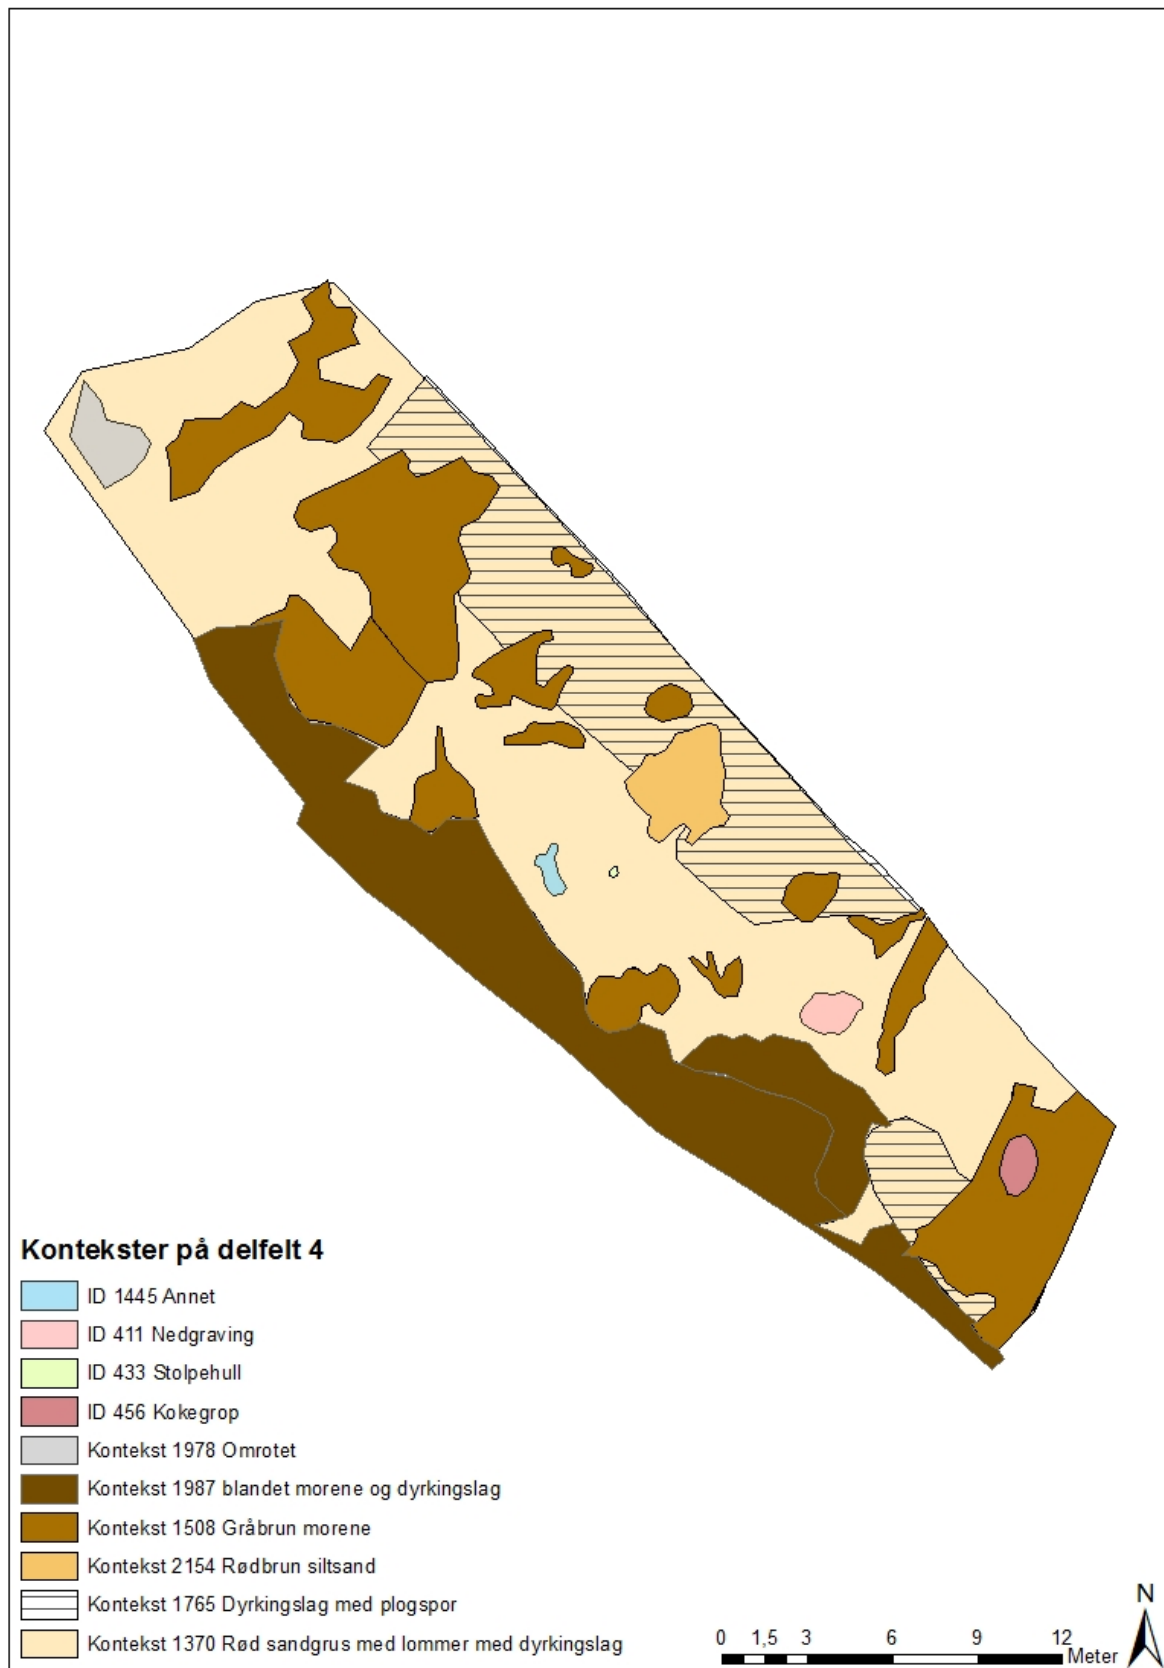 Kontekster på delfelt 4
ID 1445 Annet
ID 411 Nedgraving
ID 433 Stolpehull
ID 456 Kokegrop
Kontekst 1978 Omrotet
Kontekst 1987 blandet morene og dyrkingslag
Kontekst 1508 Gråbrun morene
Kontekst 2154 Rødbrun siltsand
Kontekst 1765 Dyrkingslag med plogspor
Kontekst 1370 Rød sandgrus med lommer med dyrkingslag
0 1,5 3 6 9 12
Meter
N